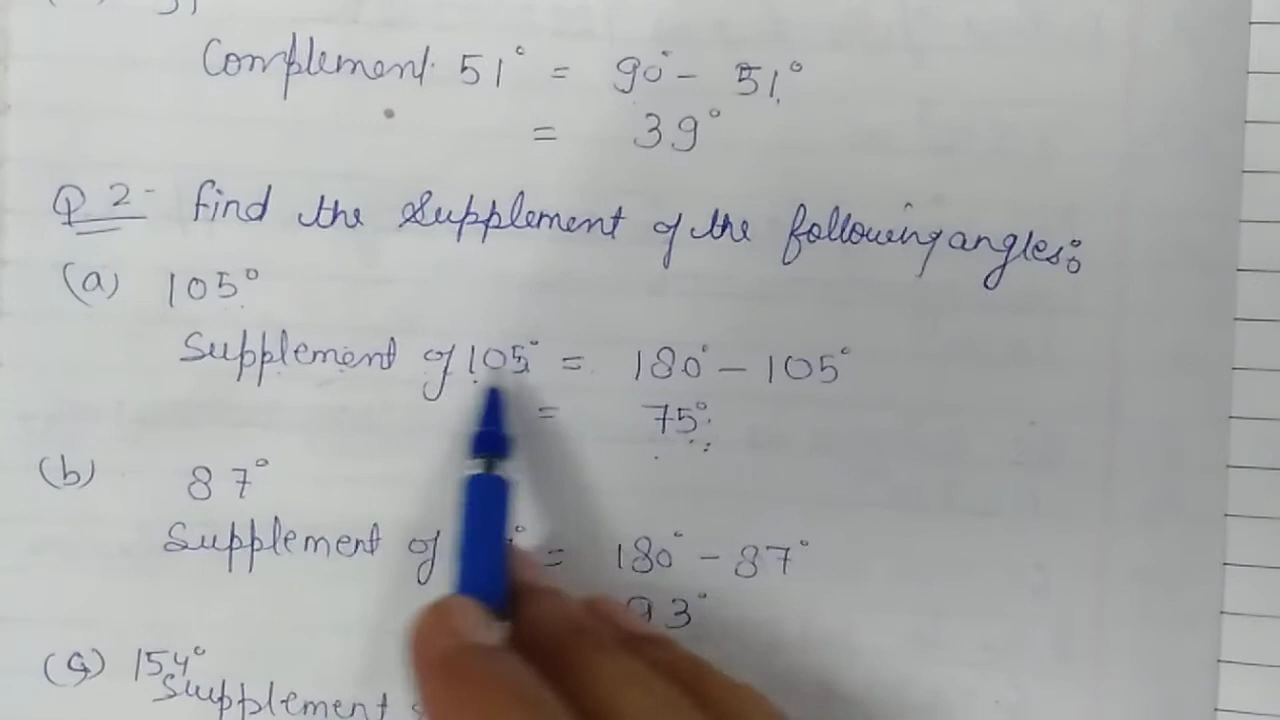 Complement 51° = 90° - 51°
= 39°
Q 2- find the Supplement of the following angles:
(a) 105°
Supplement of 105° = 180° - 105°
= 75°
(b) 87°
Supplement of ° = 180° - 87°
93°
(c) 154°
Supplement